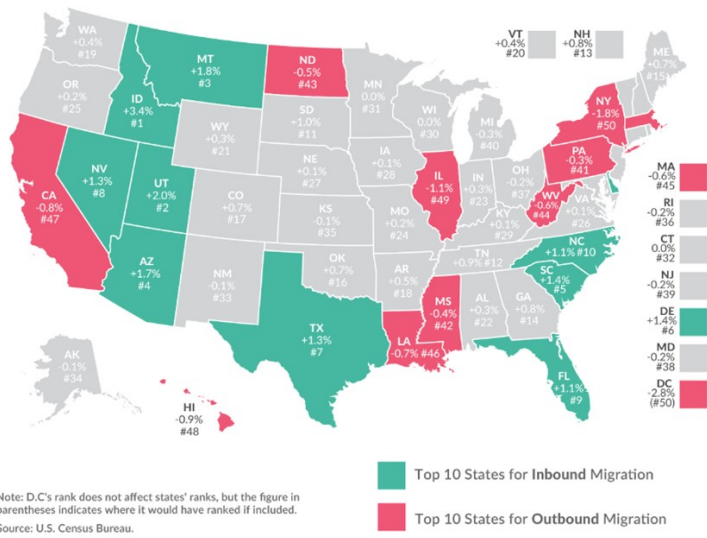 WA
+0.4%
#19
MT
+1.8%
#3
ND
-0.5%
#43
MN
0.0%
#31
VT
+0.4%
#20
NH
+0.8%
#13
ME
+0.7%
#15
OR
+0.2%
#25
ID
+3.4%
#1
WY
+0.3%
#21
SD
+1.0%
#11
WI
0.0%
#30
MI
-0.3%
#40
NY
-1.8%
#50
NV
+1.3%
#8
UT
+2.0%
#2
CO
+0.7%
#17
NE
+0.1%
#27
IA
+0.1%
#28
IL
-1.1%
#49
IN
+0.3%
#23
OH
-0.2%
#37
PA
-0.3%
#41
CA
-0.8%
#47
KS
-0.1%
#35
MO
+0.2%
#24
KY
+0.1%
#29
WV
-0.6%
#44
VA
+0.1%
#26
AZ
+1.7%
#4
NM
-0.1%
#33
OK
+0.7%
#16
AR
+0.5%
#18
TN
+0.9% #12
NC
+1.1% #10
SC
+1.4%
#5
TX
+1.3%
#7
LA
-0.7% #46
MS
-0.4%
#42
AL
+0.3%
#22
GA
+0.8%
#14
FL
+1.1%
#9
AK
-0.1%
#34
HI
-0.9%
#48
MA
-0.6%
#45
RI
-0.2%
#36
CT
0.0%
#32
NJ
-0.2%
#39
DE
+1.4%
#6
MD
-0.2%
#38
DC
-2.8%
(#50)
Top 10 States for Inbound Migration
Top 10 States for Outbound Migration
Note: D.C's rank does not affect states' ranks, but the figure in
parentheses indicates where it would have ranked if included.
Source: U.S. Census Bureau.